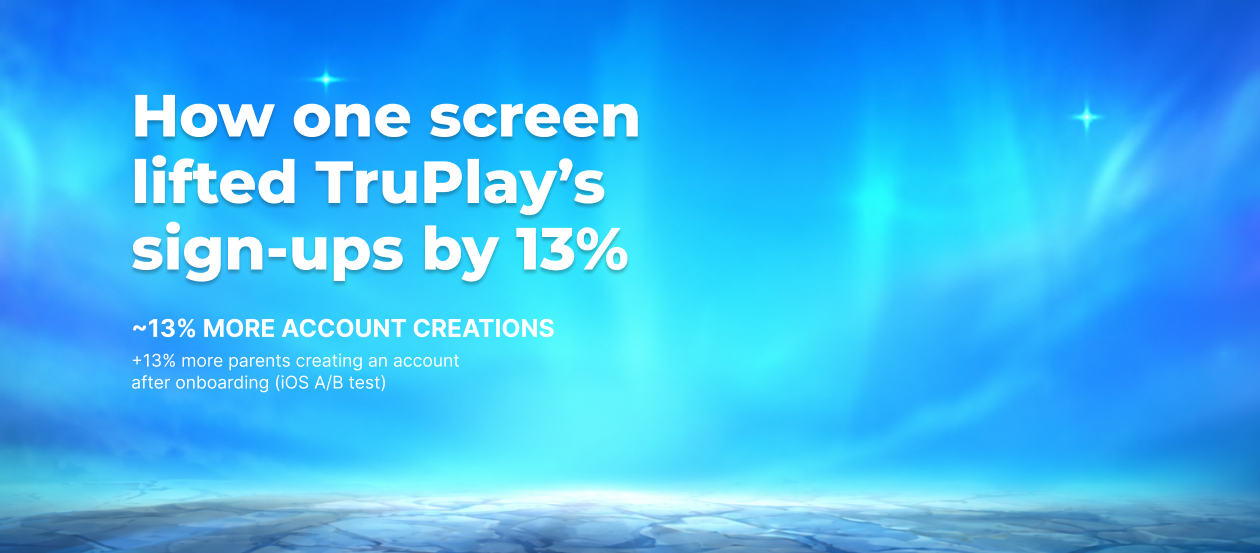 How one screen
lifted TruPlay’s
sign-ups by 13%
~13% MORE ACCOUNT CREATIONS
+13% more parents creating an account
after onboarding (iOS A/B test)